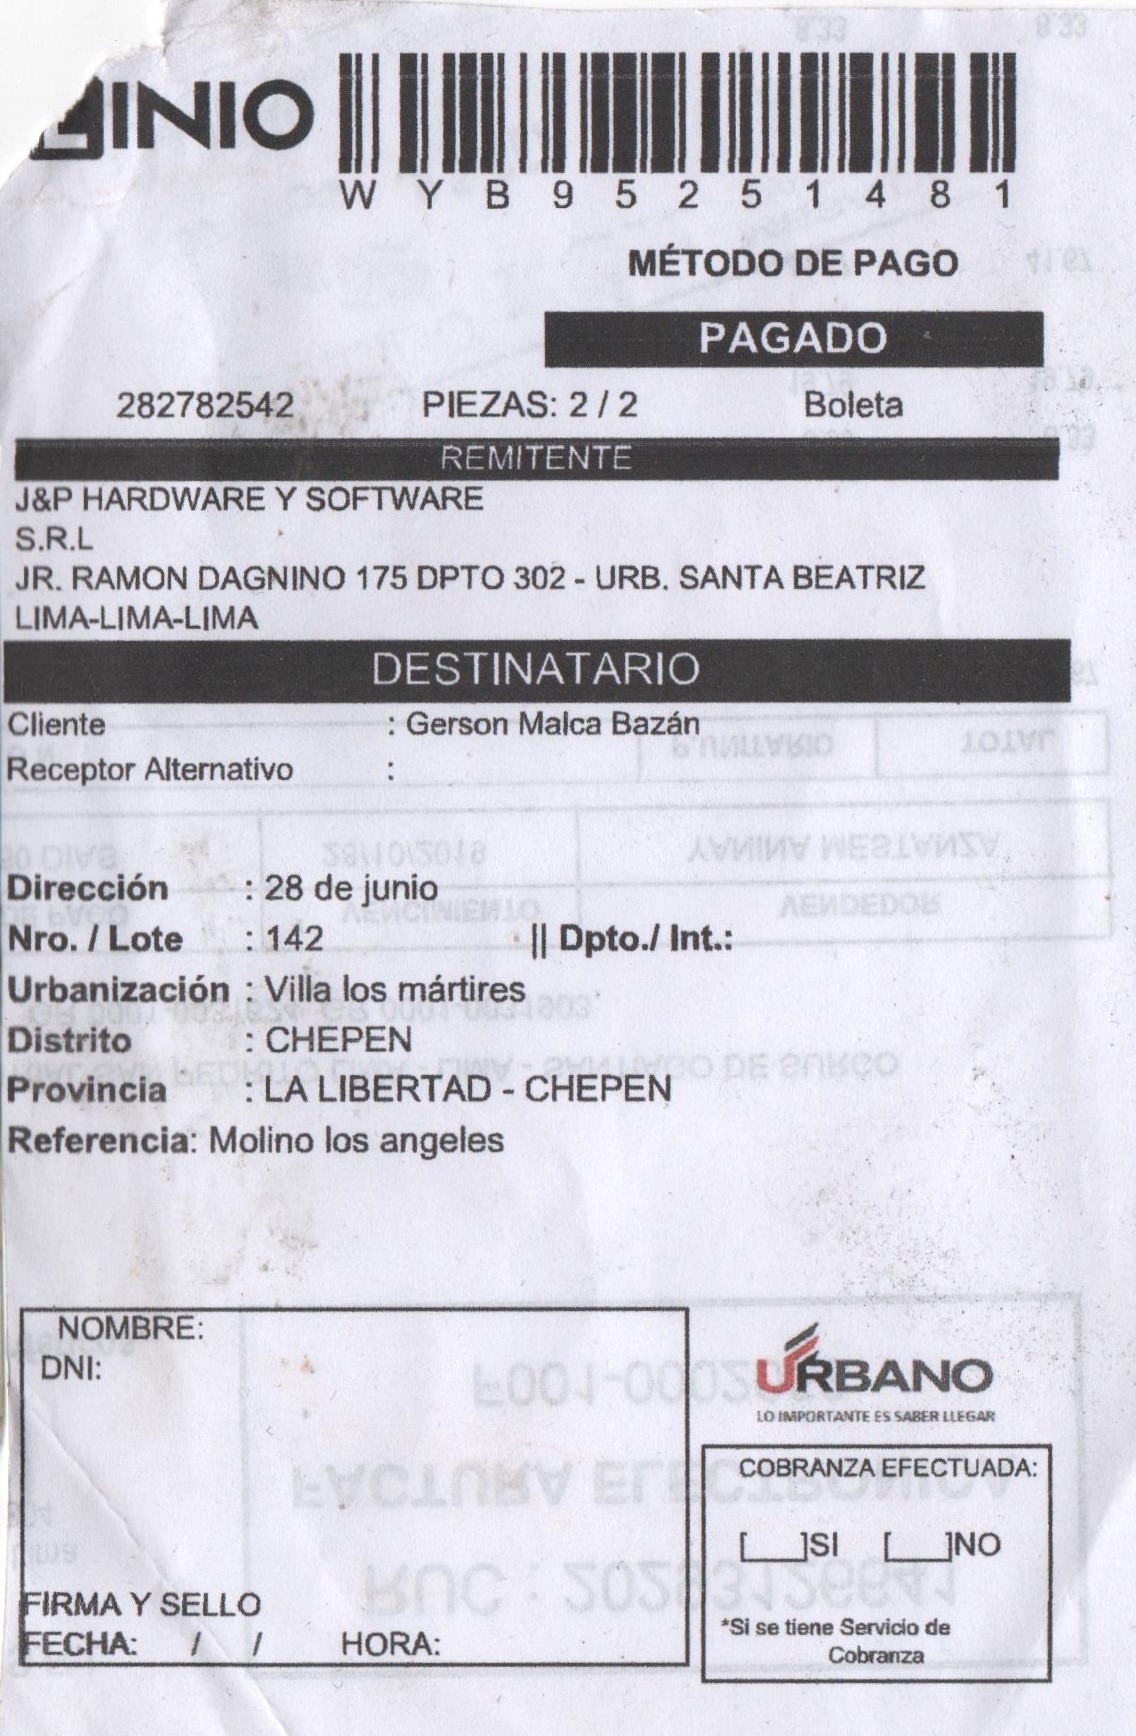 INIO
WYB95251481
MÉTODO DE PAGO
PAGADO
282782542 PIEZAS: 2 / 2 Boleta
REMITENTE
J&P HARDWARE Y SOFTWARE
S.R.L
JR. RAMON DAGNINO 175 DPTO 302 - URB. SANTA BEATRIZ
LIMA-LIMA-LIMA
DESTINATARIO
Cliente : Gerson Malca Bazán
Receptor Alternativo :
Dirección : 28 de junio
Nro. / Lote : 142 || Dpto./ Int.:
Urbanización : Villa los mártires
Distrito : CHEPEN
Provincia : LA LIBERTAD - CHEPEN
Referencia: Molino los angeles
NOMBRE:
DNI:
FIRMA Y SELLO
FECHA: / / HORA:
URBANO
LO IMPORTANTE ES SABER LLEGAR
COBRANZA EFECTUADA:
[__]SI [__]NO
*Si se tiene Servicio de
Cobranza